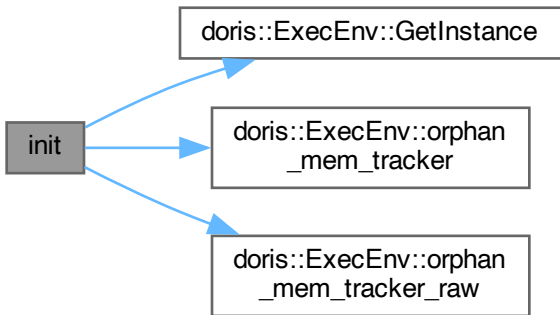 doris::ExecEnv::GetInstance
init
doris::ExecEnv::orphan
_mem_tracker
doris::ExecEnv::orphan
_mem_tracker_raw